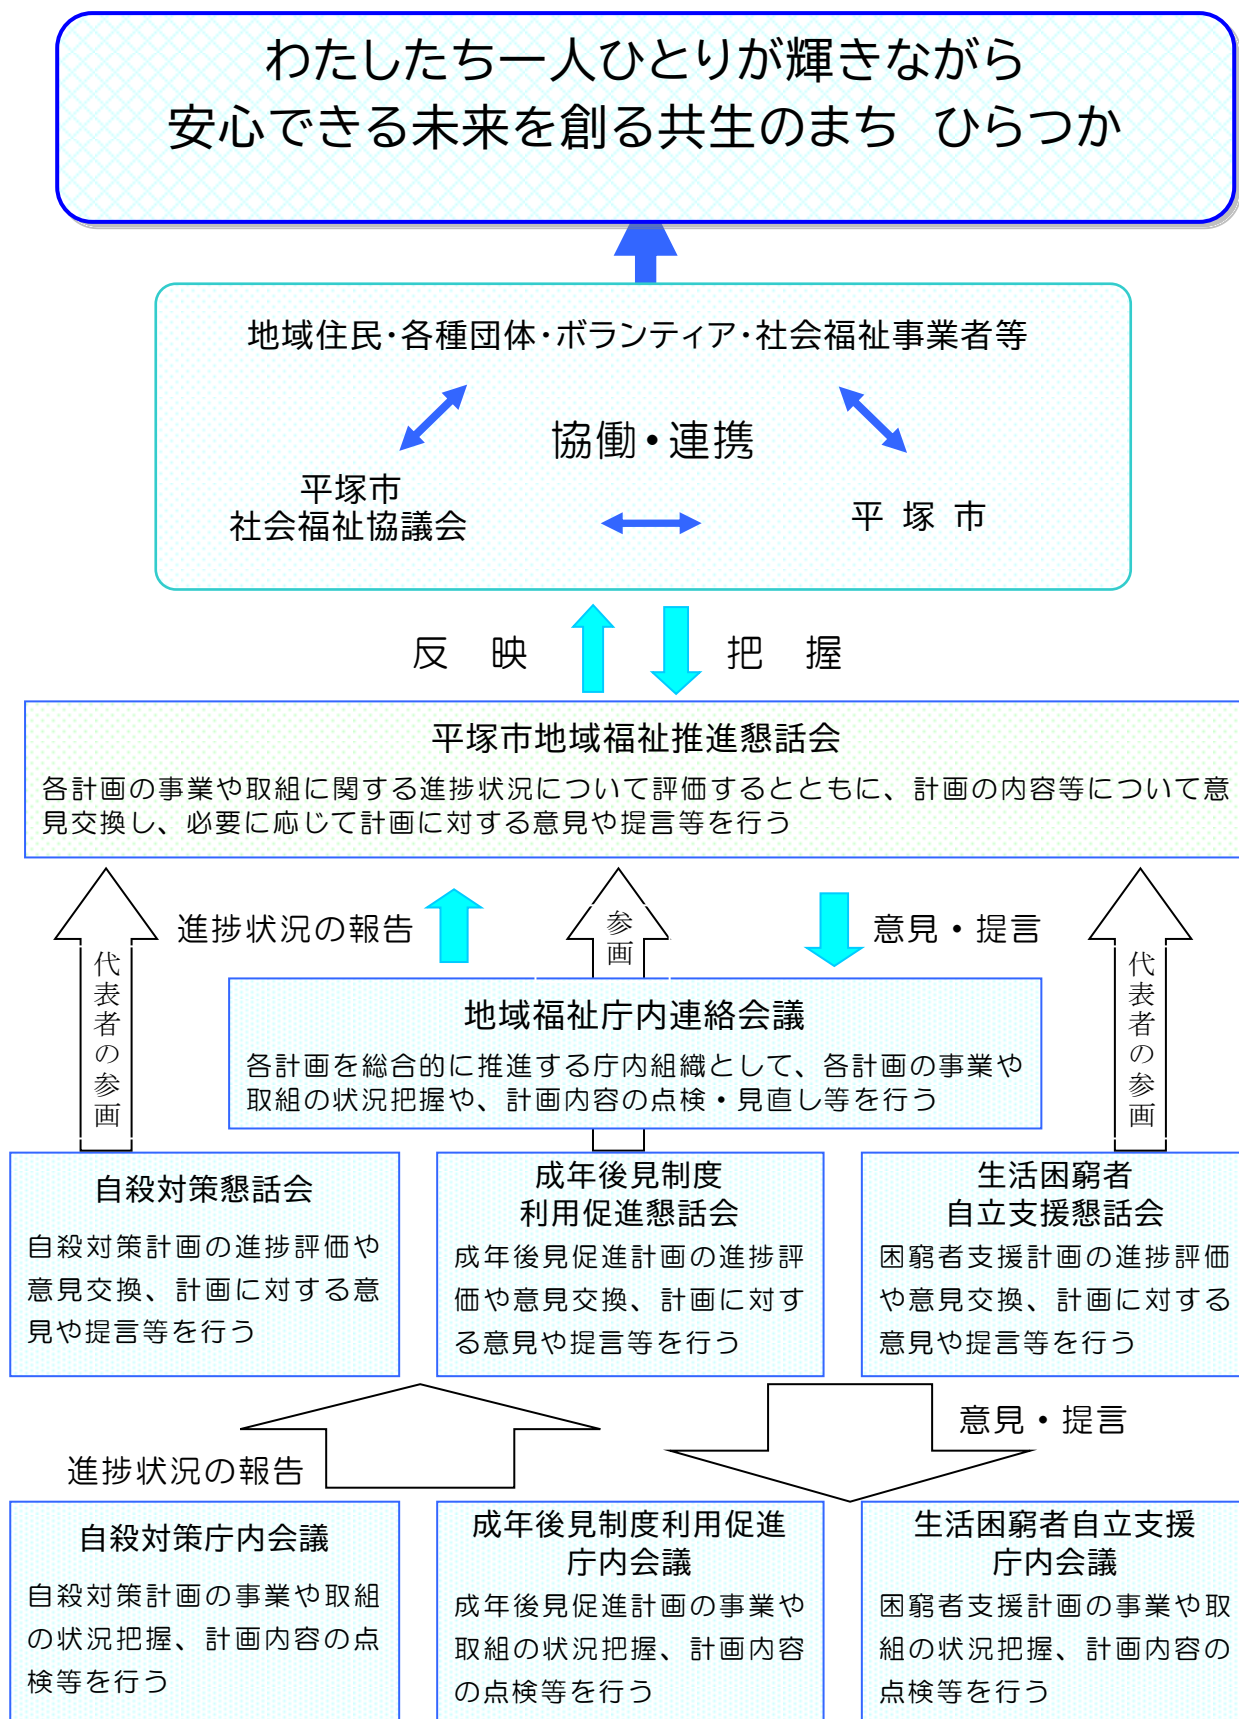 わたしたち一人ひとりが輝きながら
安心できる未来を創る共生のまち ひらつか
地域住民・各種団体・ボランティア・社会福祉事業者等
協働・連携
平塚市
社会福祉協議会
平 塚 市
反 映
把 握
平塚市地域福祉推進懇話会
各計画の事業や取組に関する進捗状況について評価するとともに、計画の内容等について意
見交換し、必要に応じて計画に対する意見や提言等を行う
代表者の参画
進捗状況の報告
参画
意見・提言
代表者の参画
地域福祉庁内連絡会議
各計画を総合的に推進する庁内組織として、各計画の事業や
取組の状況把握や、計画内容の点検・見直し等を行う
自殺対策懇話会
自殺対策計画の進捗評価や
意見交換、計画に対する意
見や提言等を行う
成年後見制度
利用促進懇話会
成年後見促進計画の進捗評
価や意見交換、計画に対す
る意見や提言等を行う
生活困窮者
自立支援懇話会
困窮者支援計画の進捗評価
や意見交換、計画に対する
意見や提言等を行う
進捗状況の報告
意見・提言
自殺対策庁内会議
自殺対策計画の事業や取組
の状況把握、計画内容の点
検等を行う
成年後見制度利用促進
庁内会議
成年後見促進計画の事業や
取組の状況把握、計画内容
の点検等を行う
生活困窮者自立支援
庁内会議
困窮者支援計画の事業や取
組の状況把握、計画内容の
点検等を行う